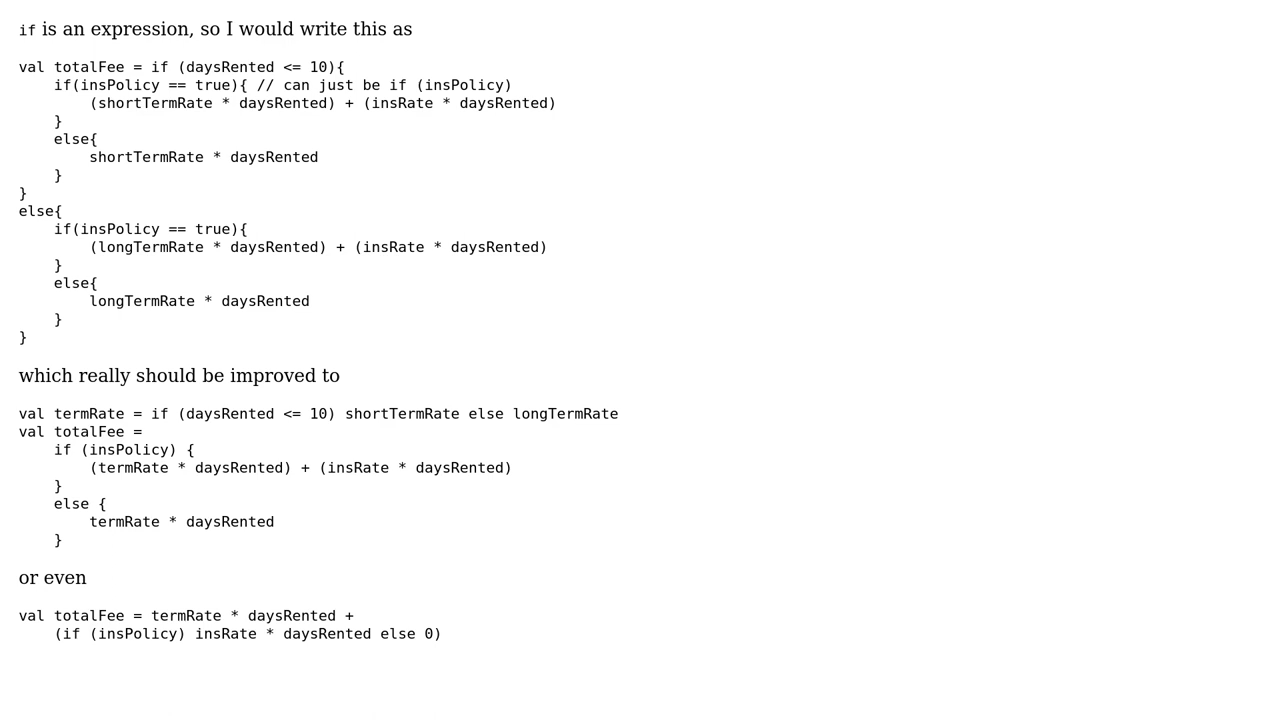 if is an expression, so I would write this as
val totalFee = if (daysRented <= 10){
    if(insPolicy == true){ // can just be if (insPolicy)
        (shortTermRate * daysRented) + (insRate * daysRented)
    }
    else{
        shortTermRate * daysRented
    }
}
else{
    if(insPolicy == true){
        (longTermRate * daysRented) + (insRate * daysRented)
    }
    else{
        longTermRate * daysRented
    }
}
which really should be improved to
val termRate = if (daysRented <= 10) shortTermRate else longTermRate
val totalFee =
    if (insPolicy) {
        (termRate * daysRented) + (insRate * daysRented)
    }
    else {
        termRate * daysRented
    }
or even
val totalFee = termRate * daysRented +
    (if (insPolicy) insRate * daysRented else 0)